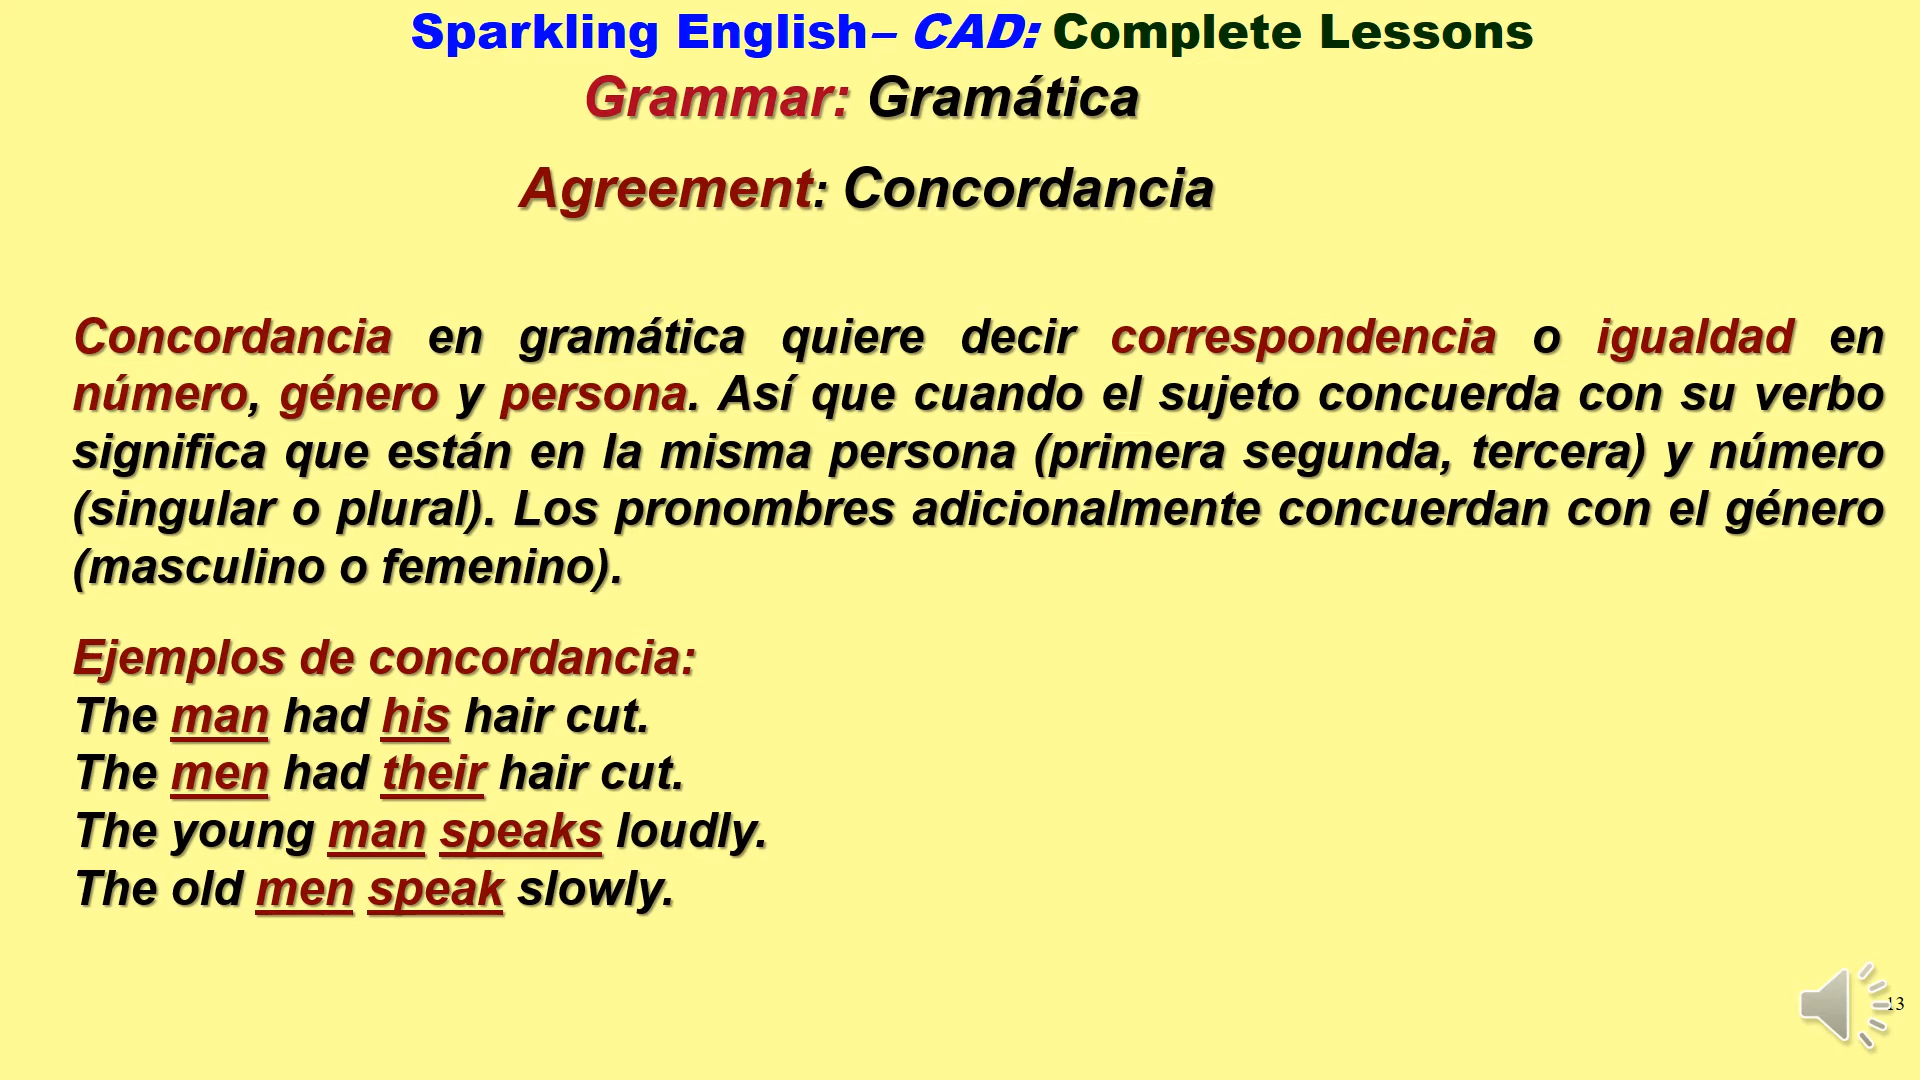 Sparkling English– CAD: Complete Lessons
Grammar: Gramática
Agreement: Concordancia
Concordancia en gramática quiere decir correspondencia o igualdad en
número, género y persona. Así que cuando el sujeto concuerda con su verbo
significa que están en la misma persona (primera segunda, tercera) y número
(singular o plural). Los pronombres adicionalmente concuerdan con el género
(masculino o femenino).
Ejemplos de concordancia:
The man had his hair cut.
The men had their hair cut.
The young man speaks loudly.
The old men speak slowly.
13